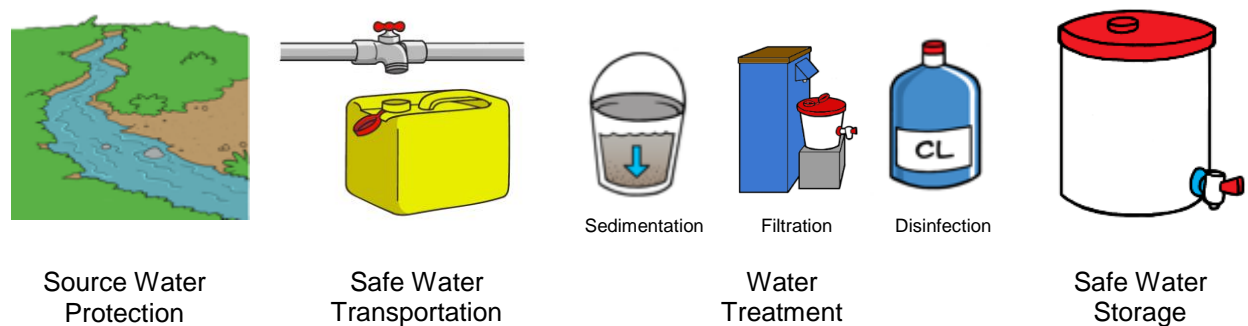 CL
Sedimentation
Filtration
Disinfection
Source Water
Protection
Safe Water
Transportation
Water
Treatment
Safe Water
Storage